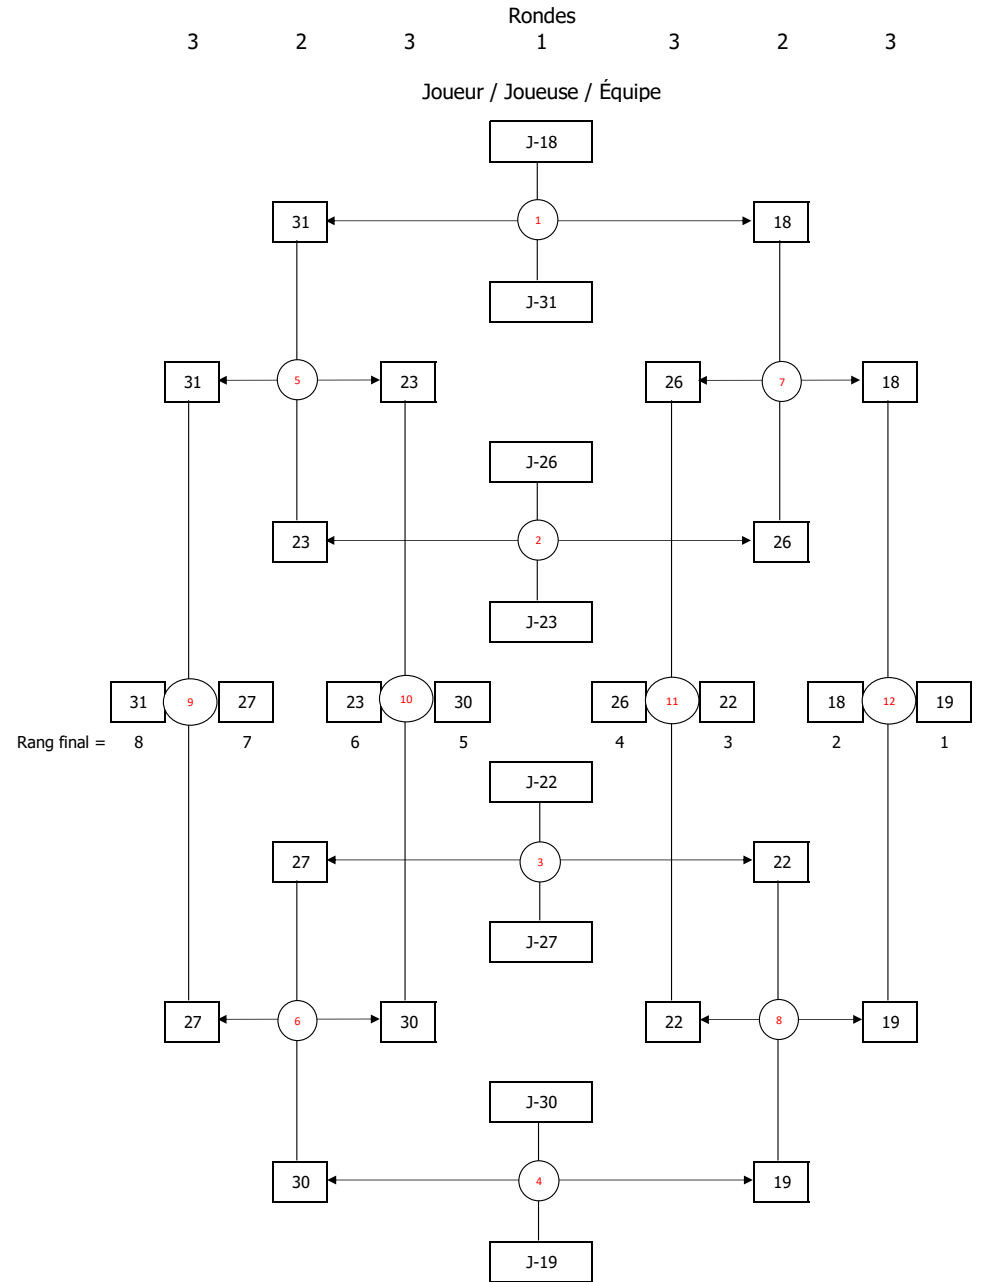 Rondes
3 2 3 1 3 2 3
Joueur / Joueuse / Équipe
J-18
31 1 18
J-31
31 5 23 26 7 18
J-26
23 2 26
J-23
31 9 27 23 10 30 26 11 22 18 12 19
Rang final = 8 7 6 5 4 3 2 1
J-22
27 3 22
J-27
27 6 30 22 8 19
J-30
30 4 19
J-19